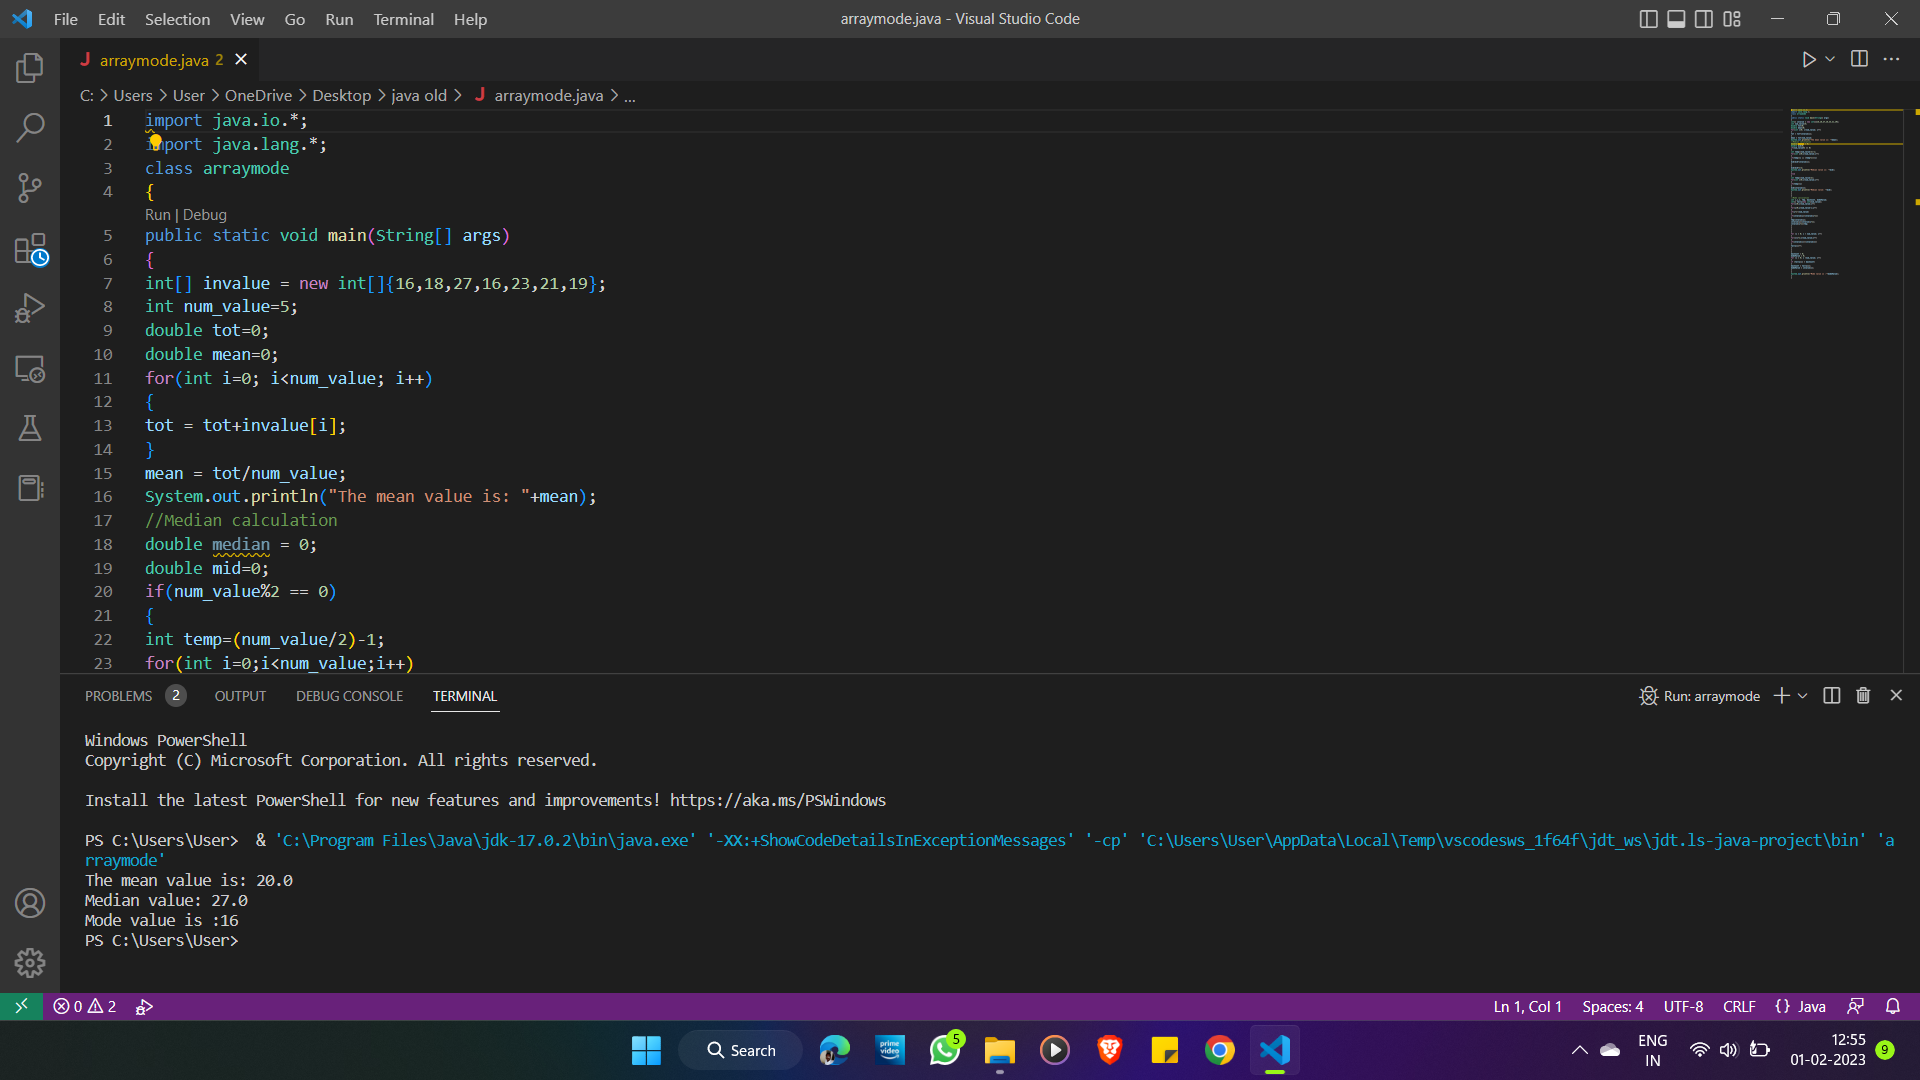 File Edit Selection View Go Run Terminal Help
arraymode.java - Visual Studio Code
J arraymode.java 2
C: > Users > User > OneDrive > Desktop > java old > J arraymode.java > ...
1 import java.io.*;
2 import java.lang.*;
3 class arraymode
4 {
Run | Debug
5 public static void main(String[] args)
6 {
7 int[] invalue = new int[]{16,18,27,16,23,21,19};
8 int num_value=5;
9 double tot=0;
10 double mean=0;
11 for(int i=0; i<num_value; i++)
12 {
13 tot = tot+invalue[i];
14 }
15 mean = tot/num_value;
16 System.out.println("The mean value is: "+mean);
17 //Median calculation
18 double median = 0;
19 double mid=0;
20 if(num_value%2 == 0)
21 {
22 int temp=(num_value/2)-1;
23 for(int i=0;i<num_value;i++)
PROBLEMS 2 OUTPUT DEBUG CONSOLE TERMINAL
Run: arraymode
Windows PowerShell
Copyright (C) Microsoft Corporation. All rights reserved.
Install the latest PowerShell for new features and improvements! https://aka.ms/PSWindows
PS C:\Users\User>  & 'C:\Program Files\Java\jdk-17.0.2\bin\java.exe' '-XX:+ShowCodeDetailsInExceptionMessages' '-cp' 'C:\Users\User\AppData\Local\Temp\vscodesws_1f64f\jdt_ws\jdt.ls-java-project\bin' 'a
rraymode'
The mean value is: 20.0
Median value: 27.0
Mode value is :16
PS C:\Users\User>
0 2
Ln 1, Col 1 Spaces: 4 UTF-8 CRLF {} Java
Search
prime video
5
ENG
IN
12:55
01-02-2023
9